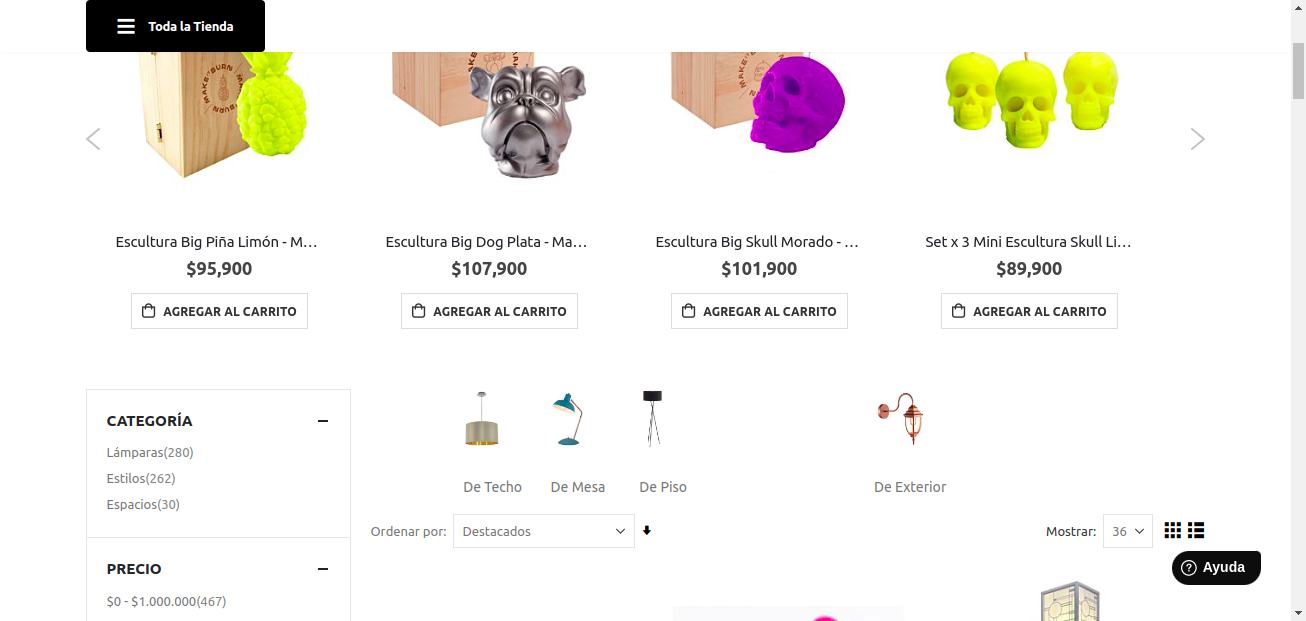 Toda la Tienda
MAKE IT BURN
Escultura Big Piña Limón - M...
Escultura Big Dog Plata - Ma...
Escultura Big Skull Morado - ...
Set x 3 Mini Escultura Skull Li...
$95,900
$107,900
$101,900
$89,900
AGREGAR AL CARRITO
AGREGAR AL CARRITO
AGREGAR AL CARRITO
AGREGAR AL CARRITO
CATEGORÍA
Lámparas(280)
Estilos(262)
Espacios(30)
De Techo
De Mesa
De Piso
De Exterior
Ordenar por:
Destacados
Mostrar:
36
Ayuda
PRECIO
$0 - $1.000.000(467)